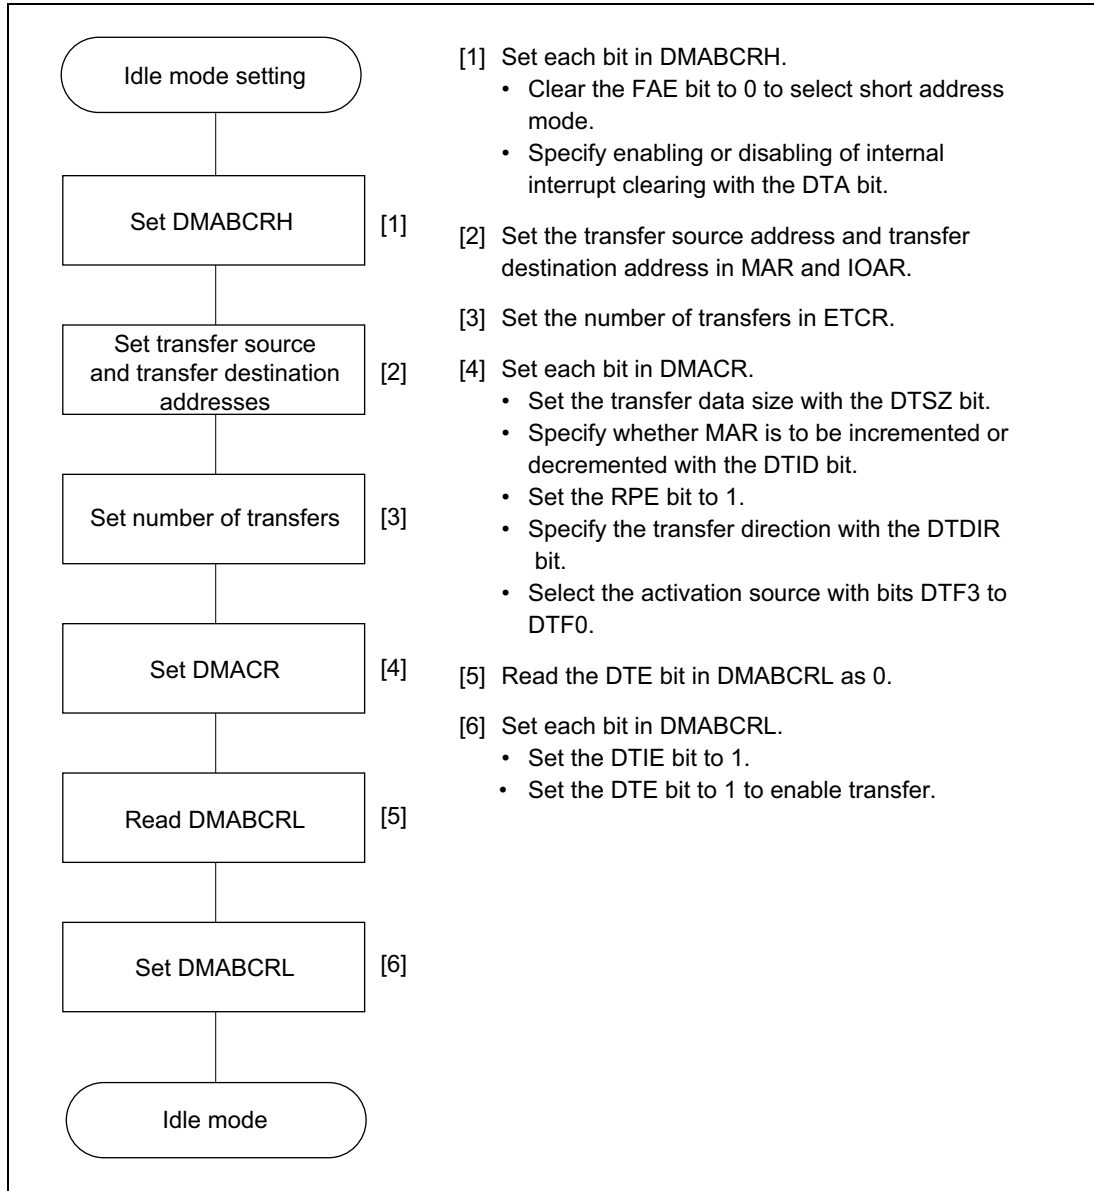 Idle mode setting
Set DMABCRH
[1]
Set transfer source
and transfer destination
addresses
[2]
Set number of transfers
[3]
Set DMACR
[4]
Read DMABCRL
[5]
Set DMABCRL
[6]
Idle mode
[1] Set each bit in DMABCRH.
• Clear the FAE bit to 0 to select short address
mode.
• Specify enabling or disabling of internal
interrupt clearing with the DTA bit.
[2] Set the transfer source address and transfer
destination address in MAR and IOAR.
[3] Set the number of transfers in ETCR.
[4] Set each bit in DMACR.
• Set the transfer data size with the DTSZ bit.
• Specify whether MAR is to be incremented or
decremented with the DTID bit.
• Set the RPE bit to 1.
• Specify the transfer direction with the DTDIR
bit.
• Select the activation source with bits DTF3 to
DTF0.
[5] Read the DTE bit in DMABCRL as 0.
[6] Set each bit in DMABCRL.
• Set the DTIE bit to 1.
• Set the DTE bit to 1 to enable transfer.